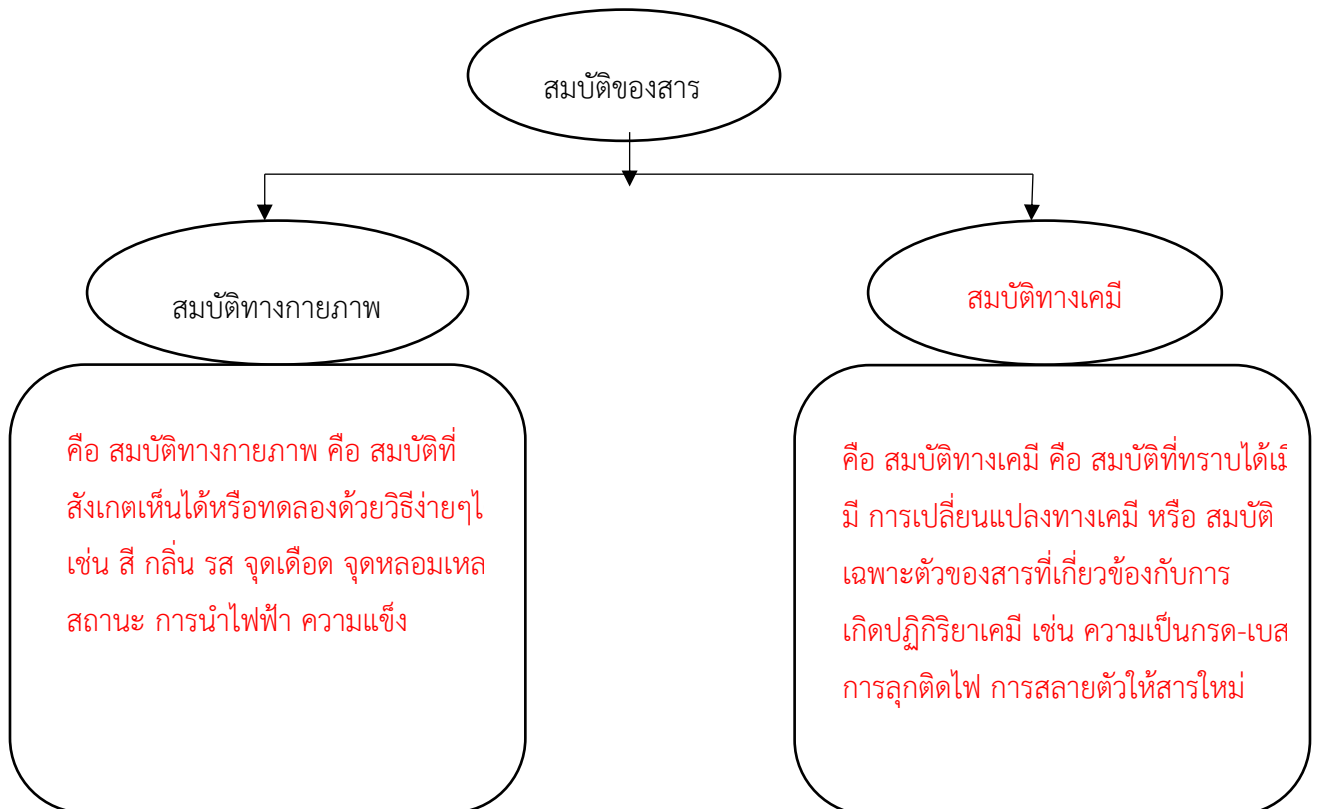 สมบัติของสาร
สมบัติทางกายภาพ
สมบัติทางเคมี
คือ สมบัติทางกายภาพ คือ สมบัติที่
สังเกตเห็นได้หรือทดลองด้วยวิธีง่ายๆไ
เช่น สี กลิ่น รส จุดเดือด จุดหลอมเหล
สถานะ การนำไฟฟ้า ความแข็ง
คือ สมบัติทางเคมี คือ สมบัติที่ทราบได้เมื
มี การเปลี่ยนแปลงทางเคมี หรือ สมบัติ
เฉพาะตัวของสารที่เกี่ยวข้องกับการ
เกิดปฏิกิริยาเคมี เช่น ความเป็นกรด-เบส
การลุกติดไฟ การสลายตัวให้สารใหม่